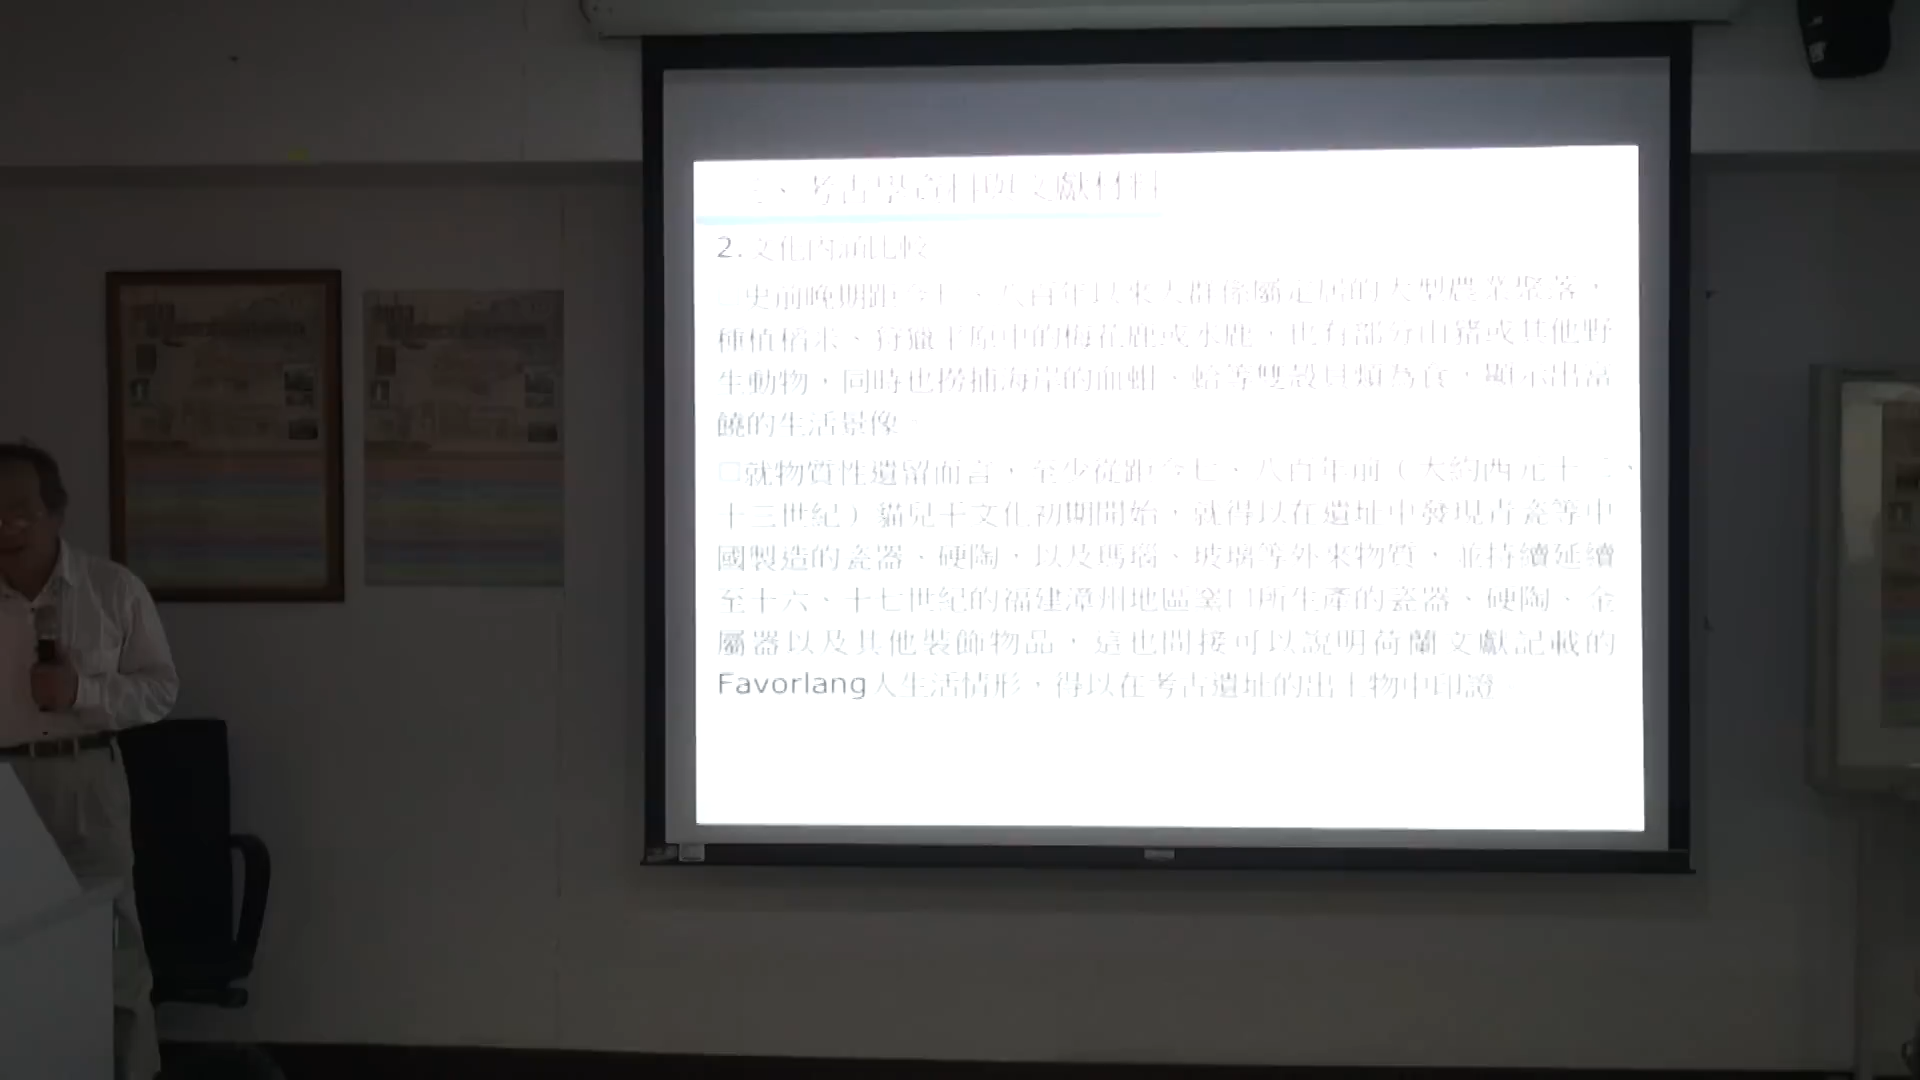 、考古學資料與文獻材料
2.文化內涵比較
史前晚期距今七、八百年以來人群係屬定居的大型農業聚落，
種植稻米、狩獵平原中的梅花鹿或水鹿，也有部分山豬或其他野
生動物，同時也撈捕海岸的血蚶、蛤等雙殼貝類為食，顯示出富
饒的生活景像。
□就物質性遺留而言，至少從距今七、八百年前（大約西元十二、
十三世紀）貓兒干文化初期開始，就得以在遺址中發現青瓷等中
國製造的瓷器、硬陶，以及瑪瑙、玻璃等外來物質，並持續延續
至十六、十七世紀的福建漳州地區窯口所生產的瓷器、硬陶、金
屬器以及其他裝飾物品，這也間接可以說明荷蘭文獻記載的
Favorlang人生活情形，得以在考古遺址的出土物中印證